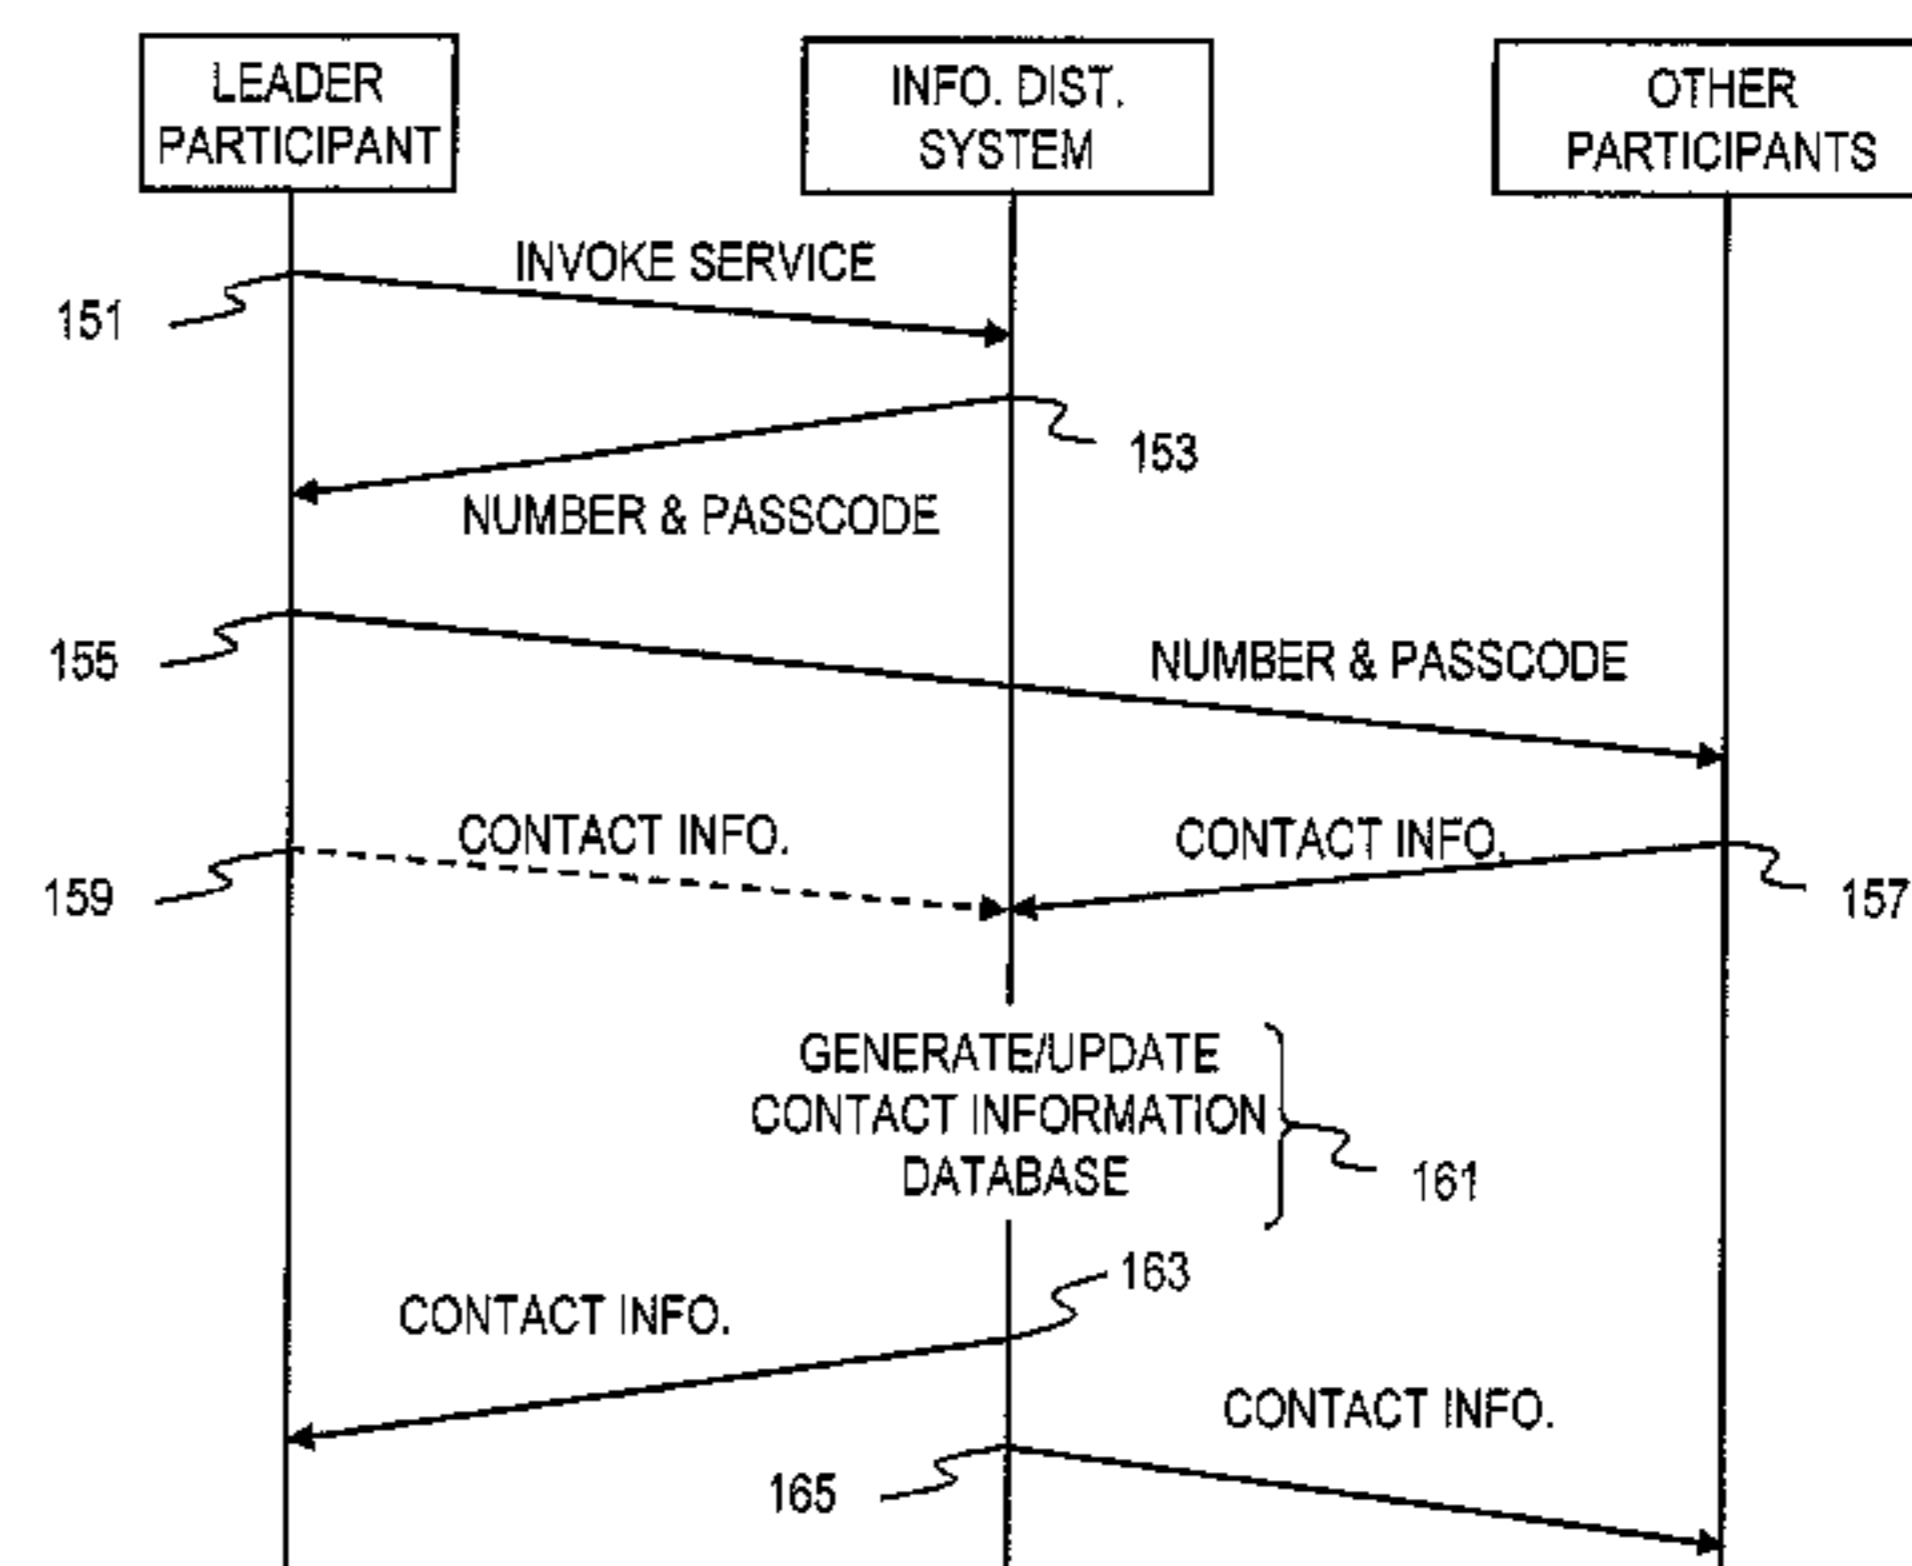 LEADER
PARTICIPANT
INFO. DIST.
SYSTEM
OTHER
PARTICIPANTS
INVOKE SERVICE
151
153
NUMBER & PASSCODE
155
NUMBER & PASSCODE
CONTACT INFO.
CONTACT INFO.
159
157
GENERATE/UPDATE
CONTACT INFORMATION
DATABASE
161
163
CONTACT INFO.
CONTACT INFO.
165